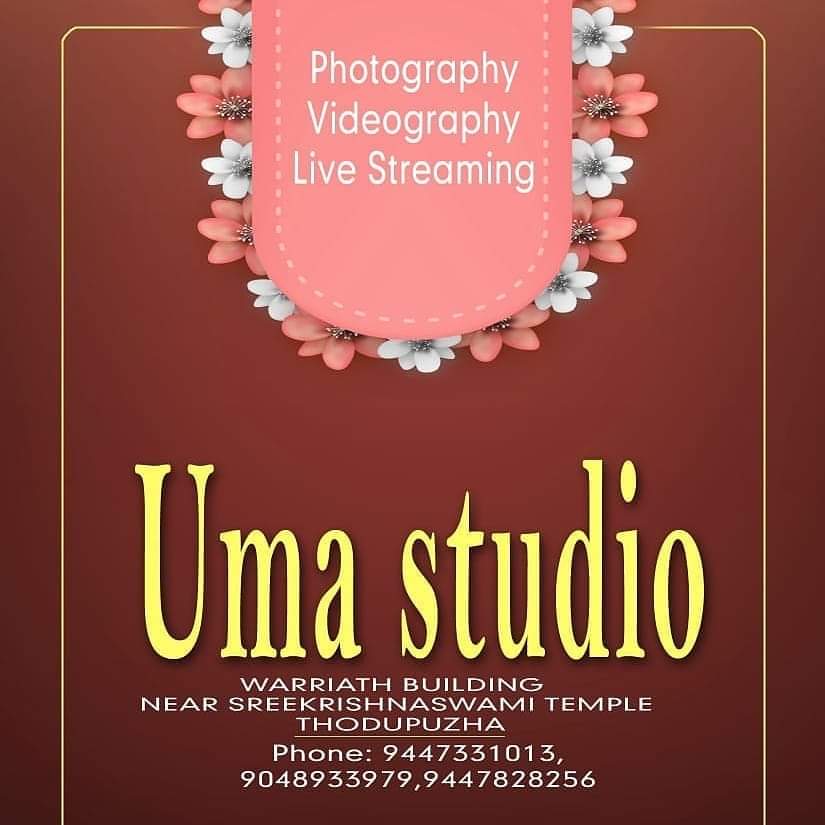 Photography
Videography
Live Streaming
Uma studio
WARRIATH BUILDING
NEAR SREEKRISHNASWAMI TEMPLE
THODUPUZHA
Phone: 9447331013,
9048933979,9447828256